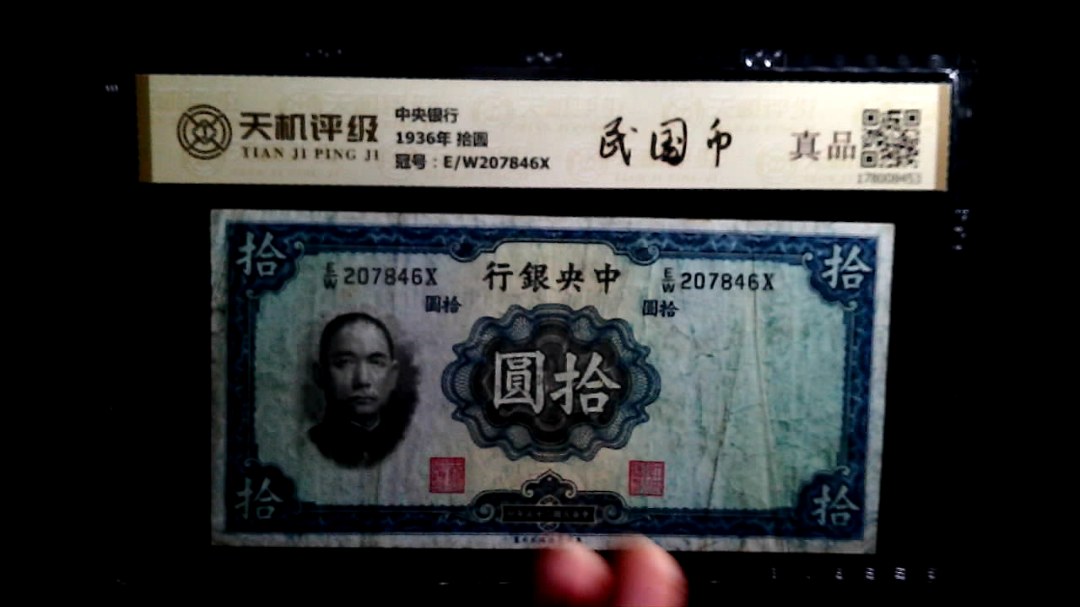 天机评级
TIAN JI PING JI
中央银行
1936年 拾圆
冠号：E/W207846X
民国币
真品
178008453
拾
拾
E/W 207846X
行銀央中
E/W 207846X
圓拾
圓拾
圓拾
拾
拾